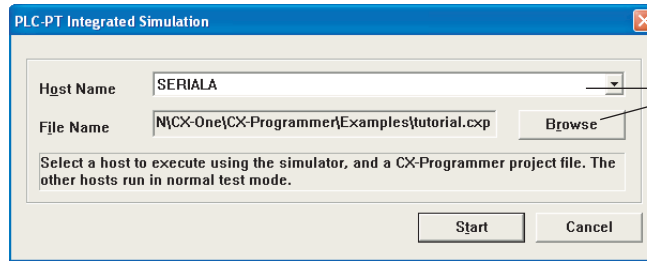 PLC-PT Integrated Simulation
Host Name
SERIALA
File Name
N\CX-One\CX-Programmer\Examples\tutorial.cxp
Browse
Select a host to execute using the simulator, and a CX-Programmer project file. The
other hosts run in normal test mode.
Start
Cancel